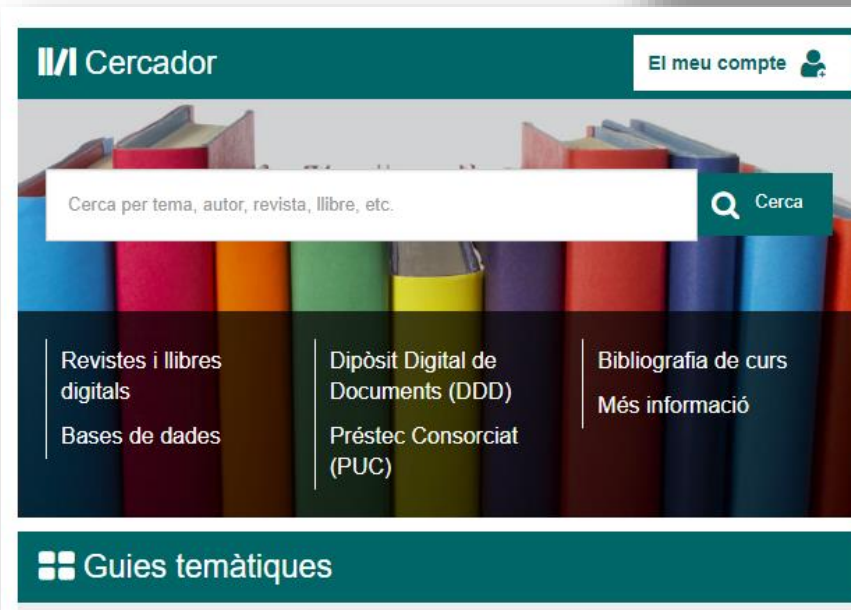 Cercador
El meu compte
Cerca per tema, autor, revista, llibre, etc.
Cerca
Revistes i llibres
digitals
Bases de dades
Dipòsit Digital de
Documents (DDD)
Préstec Consorciat
(PUC)
Bibliografia de curs
Més informació
Guies temàtiques